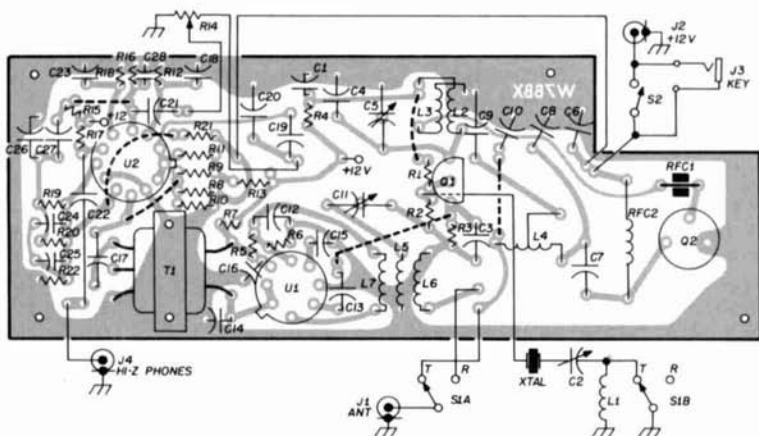 R14
J2
+12V
C23
R18
R16
C28
R12
C18
C1
C4
W7BBX
J3
KEY
S2
R15
+12
C21
C20
C5
L3
L2
C9
C10
C8
C6
R4
C26
C27
R17
U2
R21
R11
R9
R8
R10
C19
+12V
R1
Q1
RFC1
R13
R19
C24
R20
C25
R22
C22
C17
T1
R7
C12
C11
R2
RFC2
Q2
R5
R6
C15
L5
R3
C3
L4
C7
C16
U1
L7
L6
C13
C14
J4
HI-Z PHONES
T
R
J1
ANT
S1A
XTAL
C2
L1
T
R
S1B